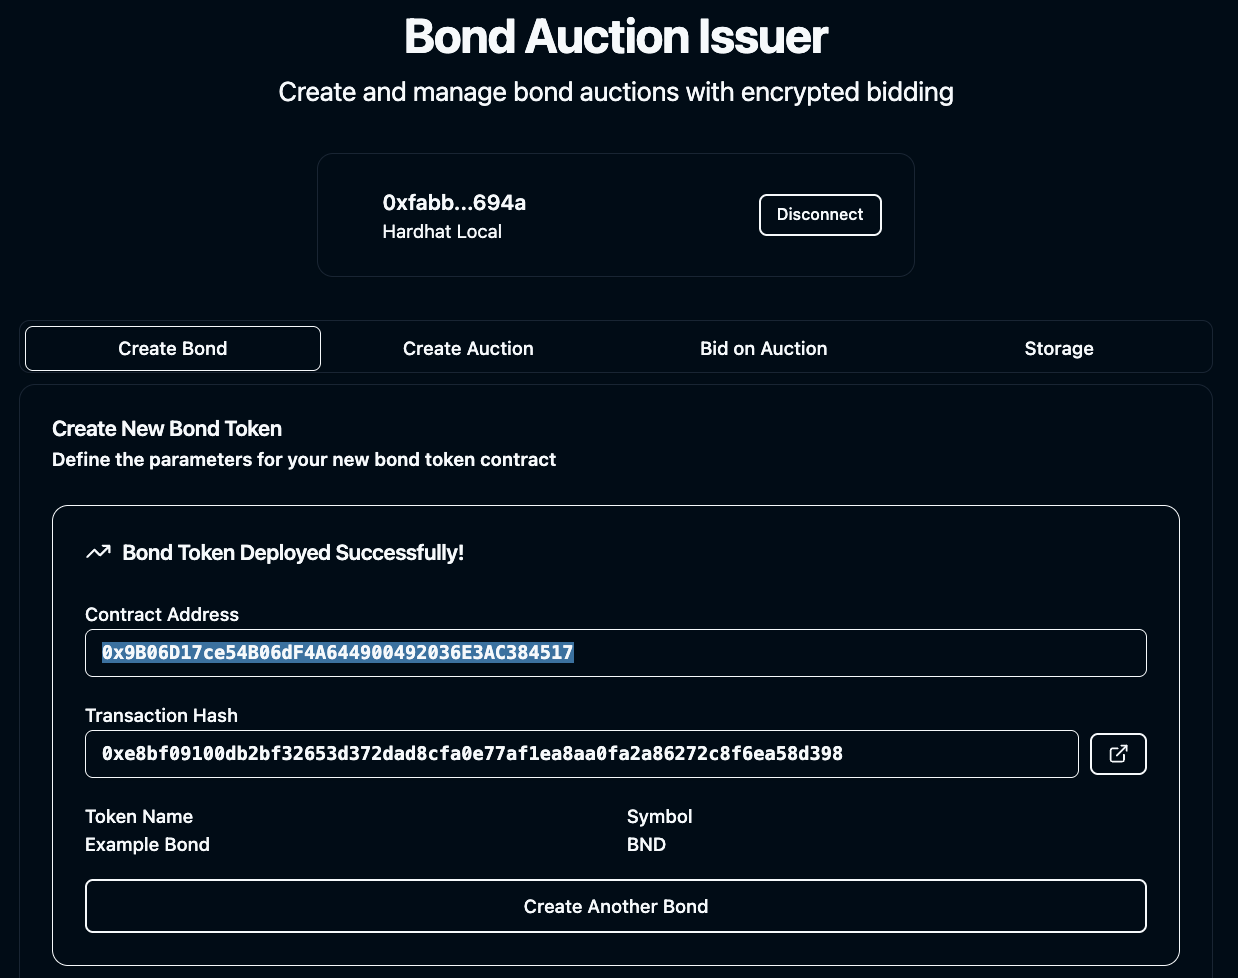 Bond Auction Issuer
Create and manage bond auctions with encrypted bidding
0xfabb...694a
Hardhat Local
Disconnect
Create Bond
Create Auction
Bid on Auction
Storage
Create New Bond Token
Define the parameters for your new bond token contract
Bond Token Deployed Successfully!
Contract Address
0x9B06D17ce54B06dF4A644900492036E3AC384517
Transaction Hash
0xe8bf09100db2bf32653d372dad8cfa0e77af1ea8aa0fa2a86272c8f6ea58d398
Token Name
Symbol
Example Bond
BND
Create Another Bond